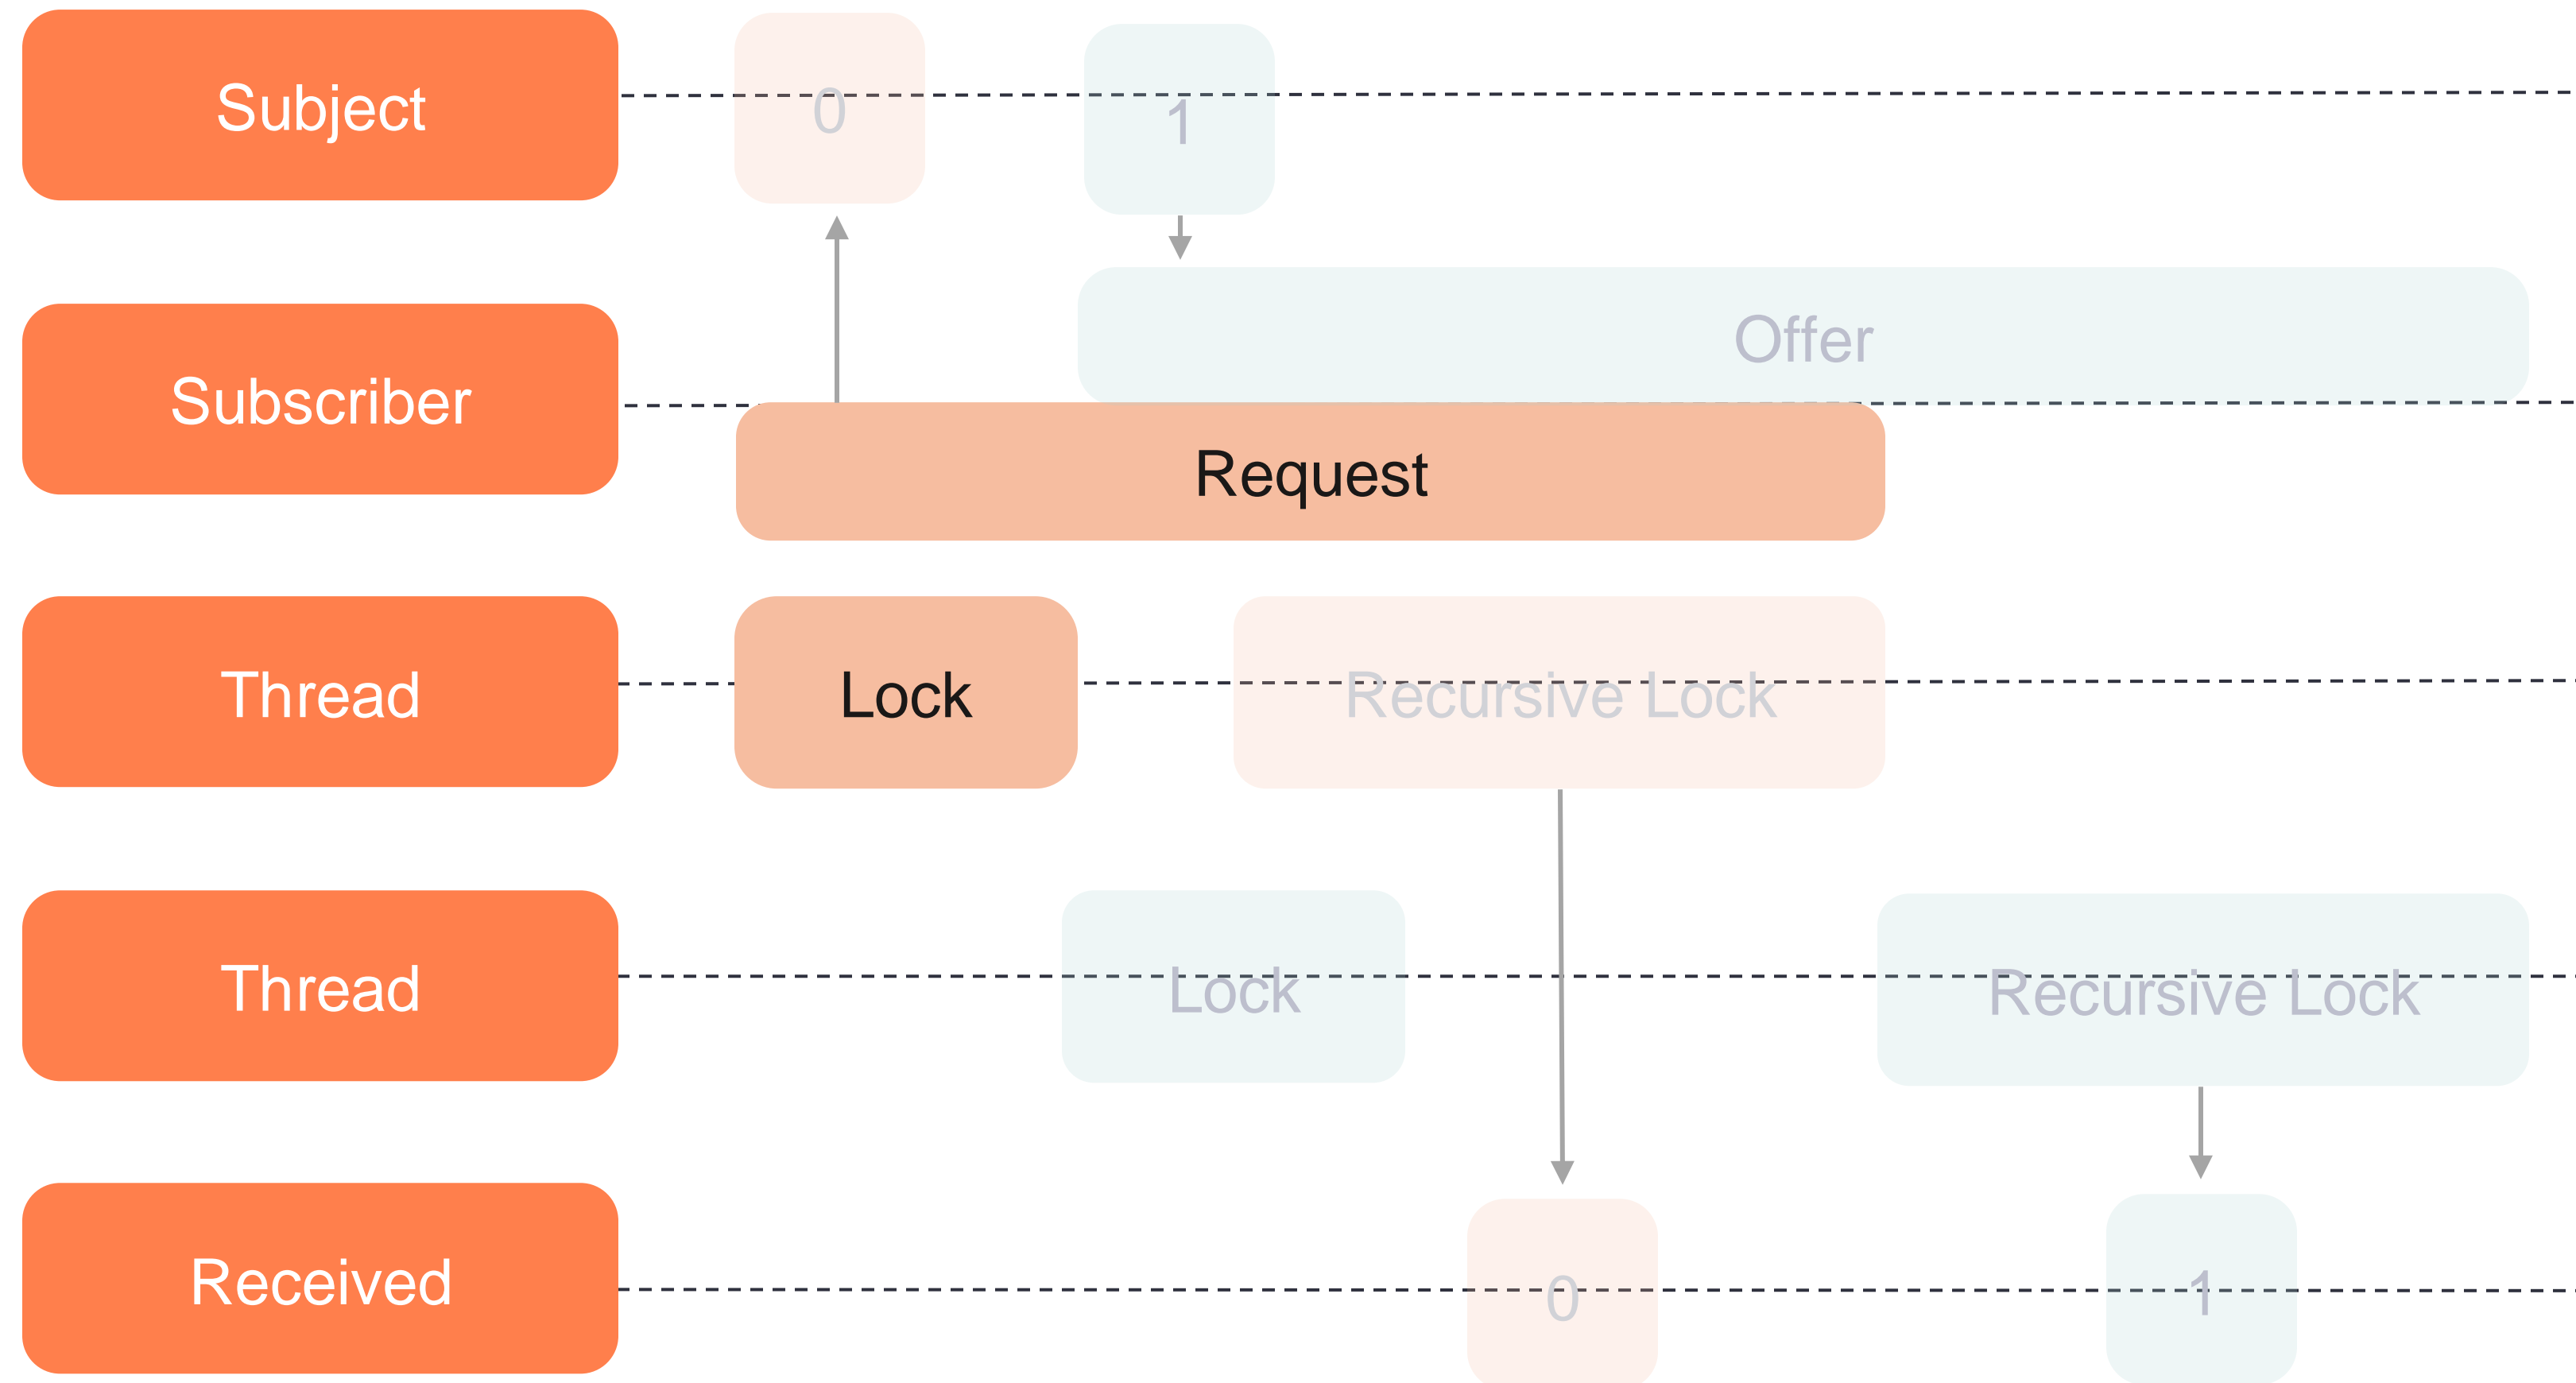 Subject
0
1
Offer
Subscriber
Request
Thread
Lock
Recursive Lock
Thread
Lock
Recursive Lock
Received
0
1